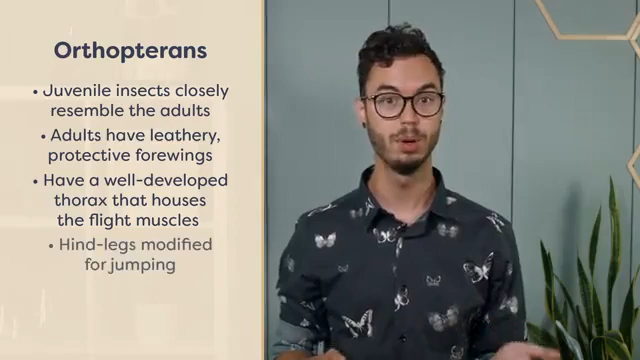 Orthopterans
• Juvenile insects closely
resemble the adults
• Adults have leathery,
protective forewings
• Have a well-developed
thorax that houses
the flight muscles
• Hind-legs modified
for jumping